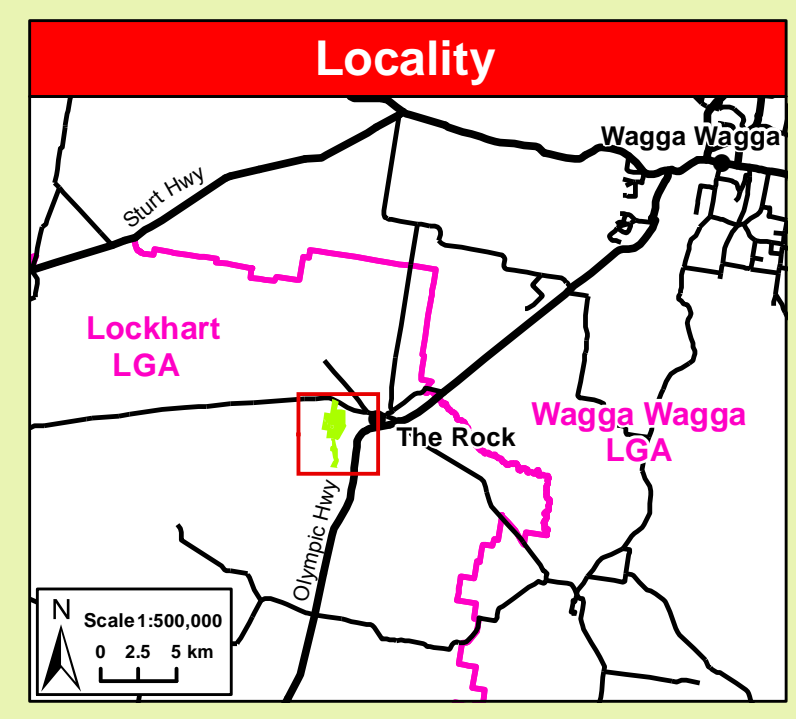 Locality
Wagga Wagga
Sturt Hwy
Lockhart
LGA
Wagga Wagga
LGA
The Rock
Olympic Hwy
N
Scale 1:500,000
0 2.5 5 km